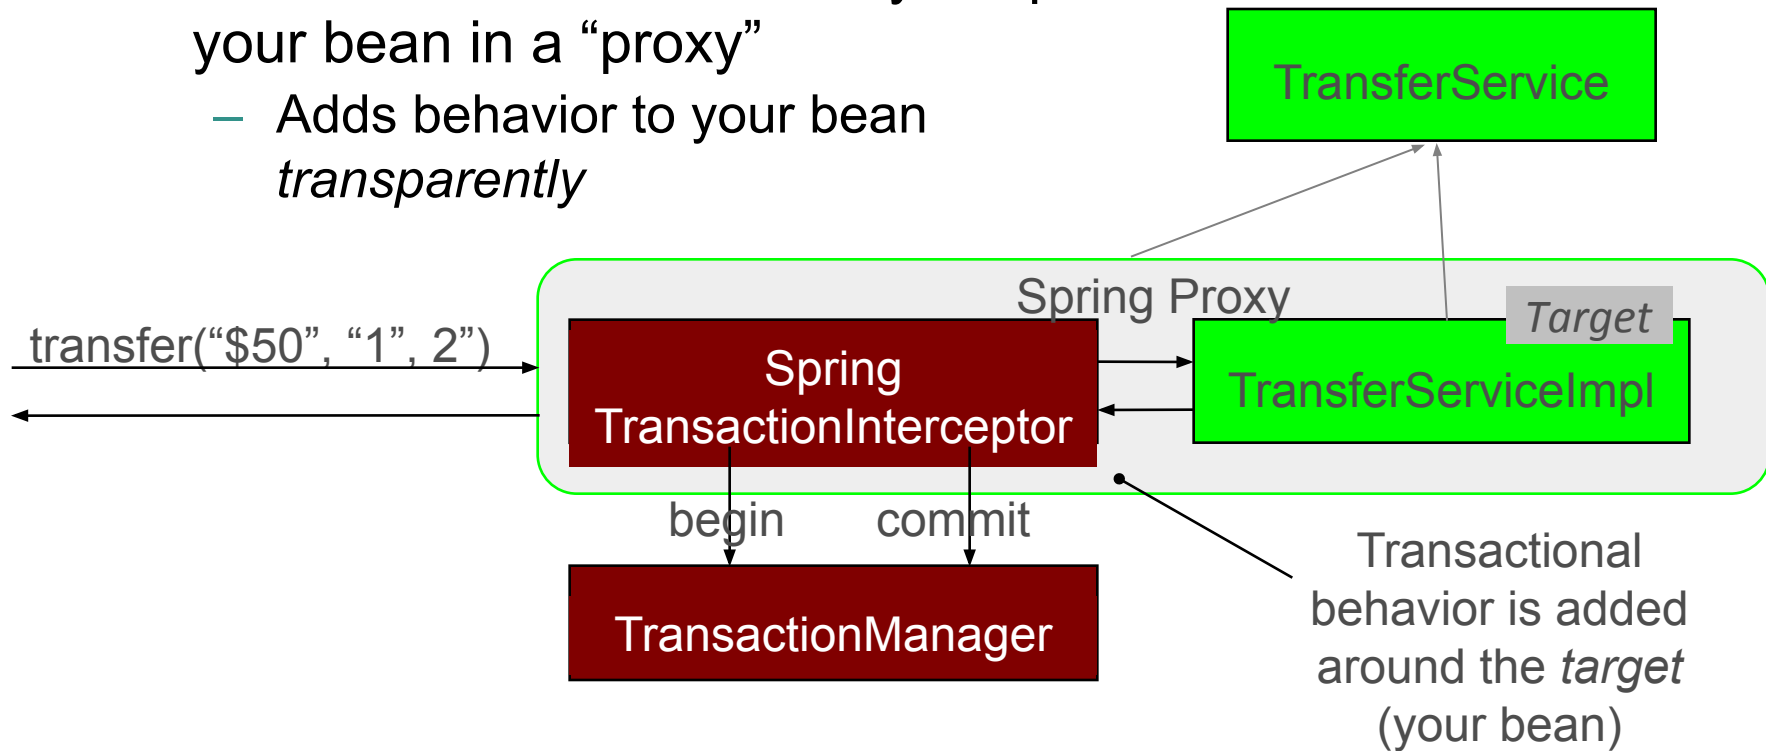 your bean in a “proxy”
– Adds behavior to your bean
transparently
TransferService
Spring Proxy
Target
transfer(“$50”, “1”, 2”)
Spring
TransactionInterceptor
TransferServiceImpl
begin
commit
TransactionManager
Transactional
behavior is added
around the target
(your bean)